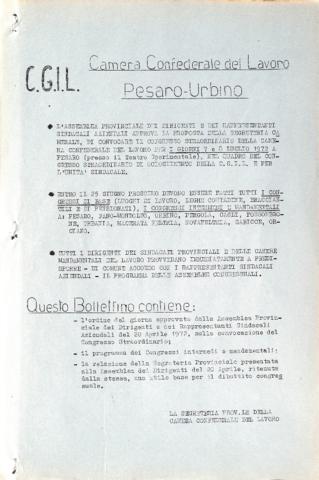 C.G.I.L.
Camera Confederale del Lavoro
Pesaro-Urbino
L'ASSEMBLEA PROVINCIALE DEI DIRIGENTI E DEI RAPPRESENTANTI
SINDACALI AZIENDALI APPROVA LA PROPOSTA DELLA SEGRETERIA CA
MERALE, DI CONVOCARE IL CONGRESSO STRAORDINARIO DELLA CAME
RA CONFEDERALE DEL LAVORO PER I GIORNI 7 e 8 LUGLIO 1972 A
PESARO (presso il Teatro Sperimentale), NEL QUADRO DEL CON
GRESSO STRAORDINARIO DI SCIOGLIMENTO DELLA C.G.I.L. E PER
L'UNITA' SINDACALE.
ENTRO IL 25 GIUGNO PROSSIMO DEVONO ESSERE FATTI TUTTI I CON
GRESSI DI BASE (LUOGHI DI LAVORO, LEGHE CONTADINE, BRACCIAN
TILI E DI PENSIONATI), I CONGRESSI INTERNI O MANDAMENTALI
A: PESARO, FANO-MONDOLFO, URBINO, PERGOLA, CAGLI, FOSSOMBRO
NE, URBANIA, MACERATA FELTRIA, NOVAFELTRIA, GABICCE, OR-
CIANO.
TUTTI I DIRIGENTI DEI SINDACATI PROVINCIALI E DELLE CAMERE
MANDAMENTALI DEL LAVORO PROVVEDANO IMMEDIATAMENTE A PREDI-
SPORRE - DI COMUNE ACCORDO CON I RAPPRESENTANTI SINDACALI
AZIENDALI - IL PROGRAMMA DELLE ASSEMBLEE CONGRESSUALI.
Questo Bollettino contiene:
- l'ordine del giorno approvato dalla Assemblea Provin-
ciale dei Dirigenti e dei Rappresentanti Sindacali
Aziendali del 20 Aprile 1972, sulla convocazione del
Congresso Straordinario;
- il programma dei Congressi intermedi e mandamentali;
- la relazione della Segreteria Provinciale presentata
alla Assemblea dei Dirigenti del 20 Aprile, ritenuta
dalla stessa, una utile base per il dibattito congres
suale.
LA SEGRETERIA PROV.LE DELLA
CAMERA CONFEDERALE DEL LAVORO